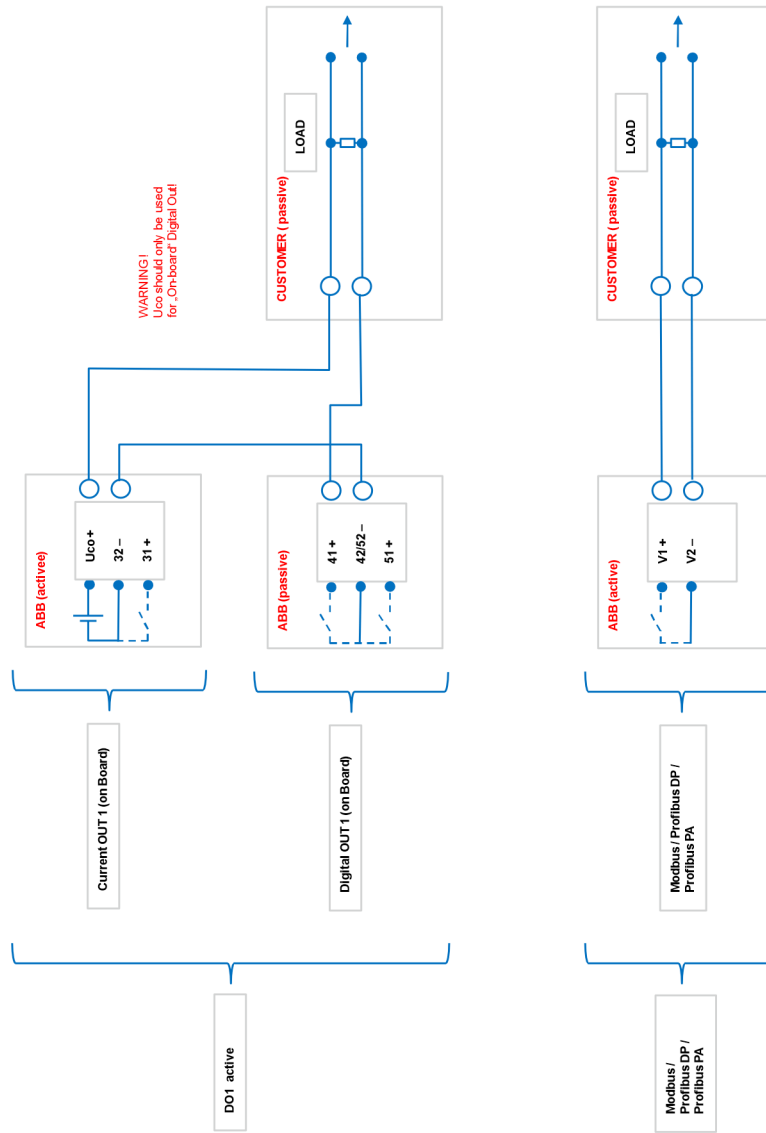 DO1 active
Current OUT 1 (on Board)
ABB (activee)
Uco+
32 –
31 +
WARNING !
Uco should only be used
for „On-board“ Digital Out!
Digital OUT 1 (on Board)
ABB (passive)
41 +
42/52 –
51 +
CUSTOMER ( passive)
LOAD
Modbus /
Profibus DP /
Profibus PA
Modbus / Profibus DP /
Profibus PA
ABB (active)
V1 +
V2 –
CUSTOMER (passive)
LOAD